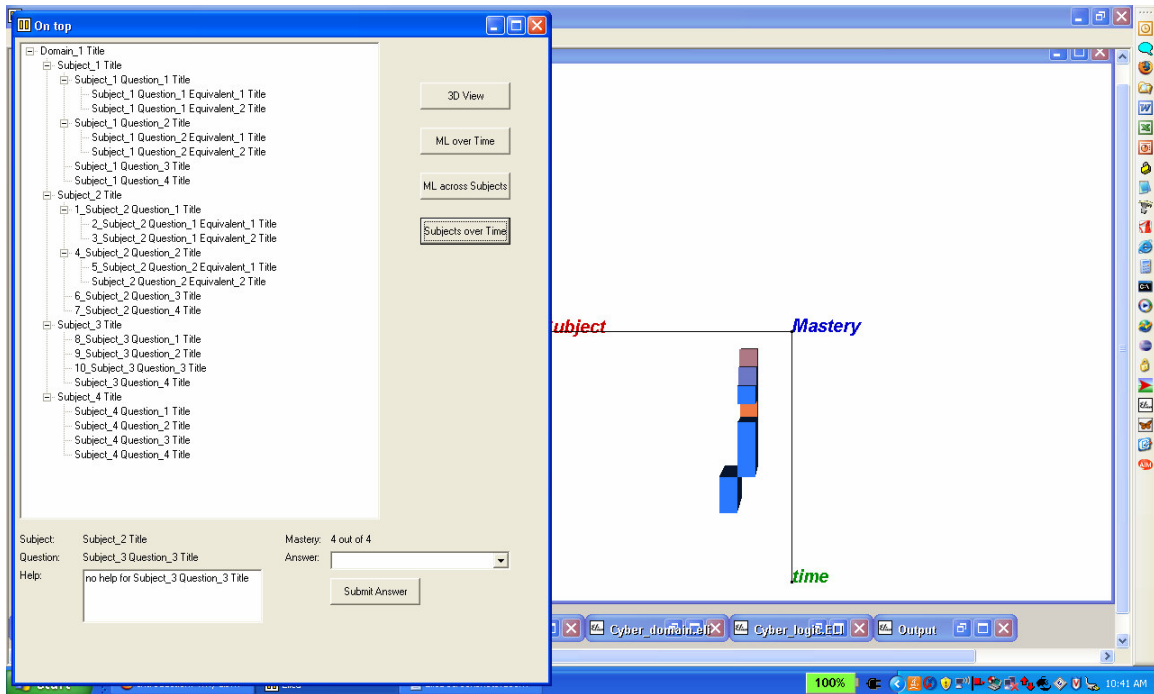 On top
Domain_1 Title
Subject_1 Title
Subject_1 Question_1 Title
Subject_1 Question_1 Equivalent_1 Title
Subject_1 Question_1 Equivalent_2 Title
Subject_1 Question_2 Title
Subject_1 Question_2 Equivalent_1 Title
Subject_1 Question_2 Equivalent_2 Title
Subject_1 Question_3 Title
Subject_1 Question_4 Title
Subject_2 Title
1_Subject_2 Question_1 Title
2_Subject_2 Question_1 Equivalent_1 Title
3_Subject_2 Question_1 Equivalent_2 Title
4_Subject_2 Question_2 Title
5_Subject_2 Question_2 Equivalent_1 Title
Subject_2 Question_2 Equivalent_2 Title
6_Subject_2 Question_3 Title
7_Subject_2 Question_4 Title
Subject_3 Title
8_Subject_3 Question_1 Title
9_Subject_3 Question_2 Title
10_Subject_3 Question_3 Title
Subject_3 Question_4 Title
Subject_4 Title
Subject_4 Question_1 Title
Subject_4 Question_2 Title
Subject_4 Question_3 Title
Subject_4 Question_4 Title
3D View
ML over Time
ML across Subjects
Subjects over Time
Subject: Subject_2 Title
Mastery: 4 out of 4
Question: Subject_3 Question_3 Title
Answer:
Help: no help for Subject_3 Question_3 Title
Submit Answer
ubject
Mastery
time
Cyber_domain.eli
Cyber_logic.ELI
Output
100%
10:41 AM